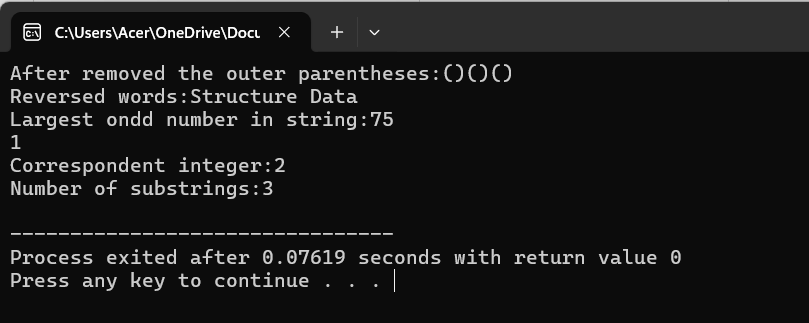 C:\Users\Acer\OneDrive\Docu
After removed the outer parentheses:()()()
Reversed words:Structure Data
Largest ondd number in string:75
1
Correspondent integer:2
Number of substrings:3
--------------------------------
Process exited after 0.07619 seconds with return value 0
Press any key to continue . . .